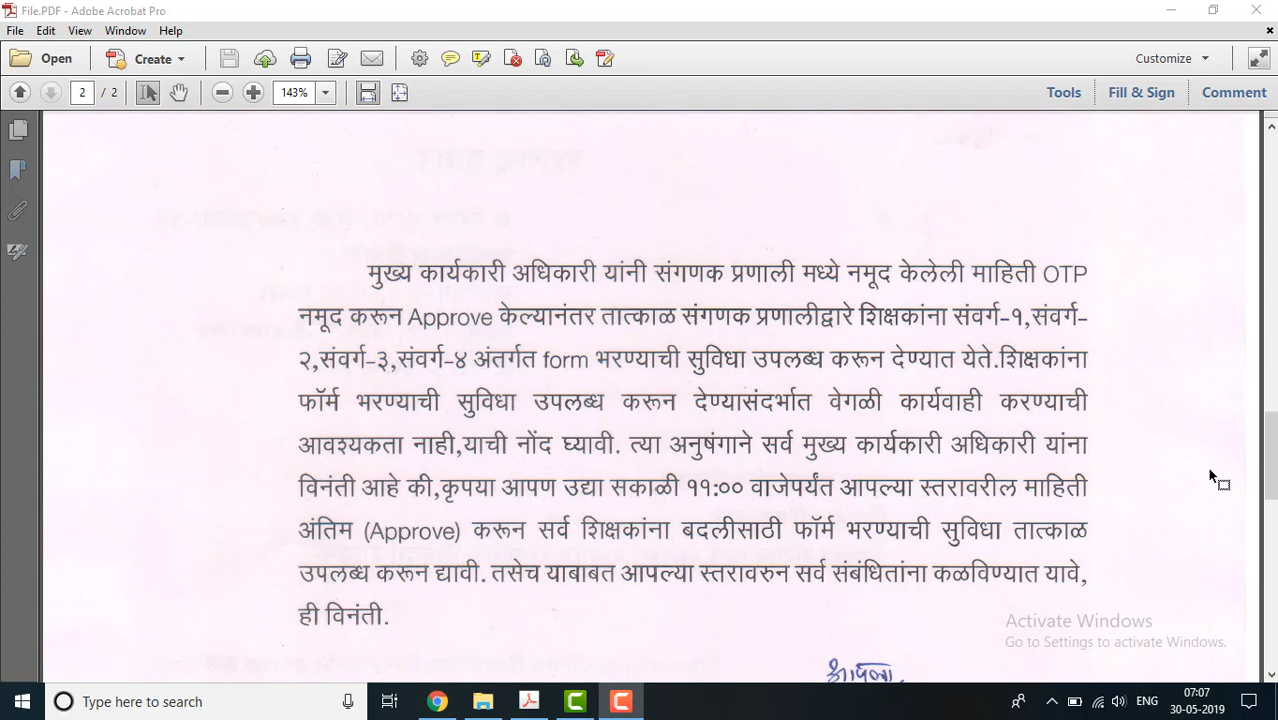 File.PDF - Adobe Acrobat Pro
File Edit View Window Help
Open Create Customize
2 / 2 143% Tools Fill & Sign Comment
मुख्य कार्यकारी अधिकारी यांनी संगणक प्रणाली मध्ये नमूद केलेली माहिती OTP
नमूद करून Approve केल्यानंतर तात्काळ संगणक प्रणालीद्वारे शिक्षकांना संवर्ग-१,संवर्ग-
२,संवर्ग-३,संवर्ग-४ अंतर्गत form भरण्याची सुविधा उपलब्ध करून देण्यात येते.शिक्षकांना
फॉर्म भरण्याची सुविधा उपलब्ध करून देण्यासंदर्भात वेगळी कार्यवाही करण्याची
आवश्यकता नाही,याची नोंद घ्यावी. त्या अनुषंगाने सर्व मुख्य कार्यकारी अधिकारी यांना
विनंती आहे की,कृपया आपण उद्या सकाळी ११:०० वाजेपर्यंत आपल्या स्तरावरील माहिती
अंतिम (Approve) करून सर्व शिक्षकांना बदलीसाठी फॉर्म भरण्याची सुविधा तात्काळ
उपलब्ध करून द्यावी. तसेच याबाबत आपल्या स्तरावरुन सर्व संबंधितांना कळविण्यात यावे,
ही विनंती.
Activate Windows
Go to Settings to activate Windows.
Type here to search
ENG 07:07
30-05-2019